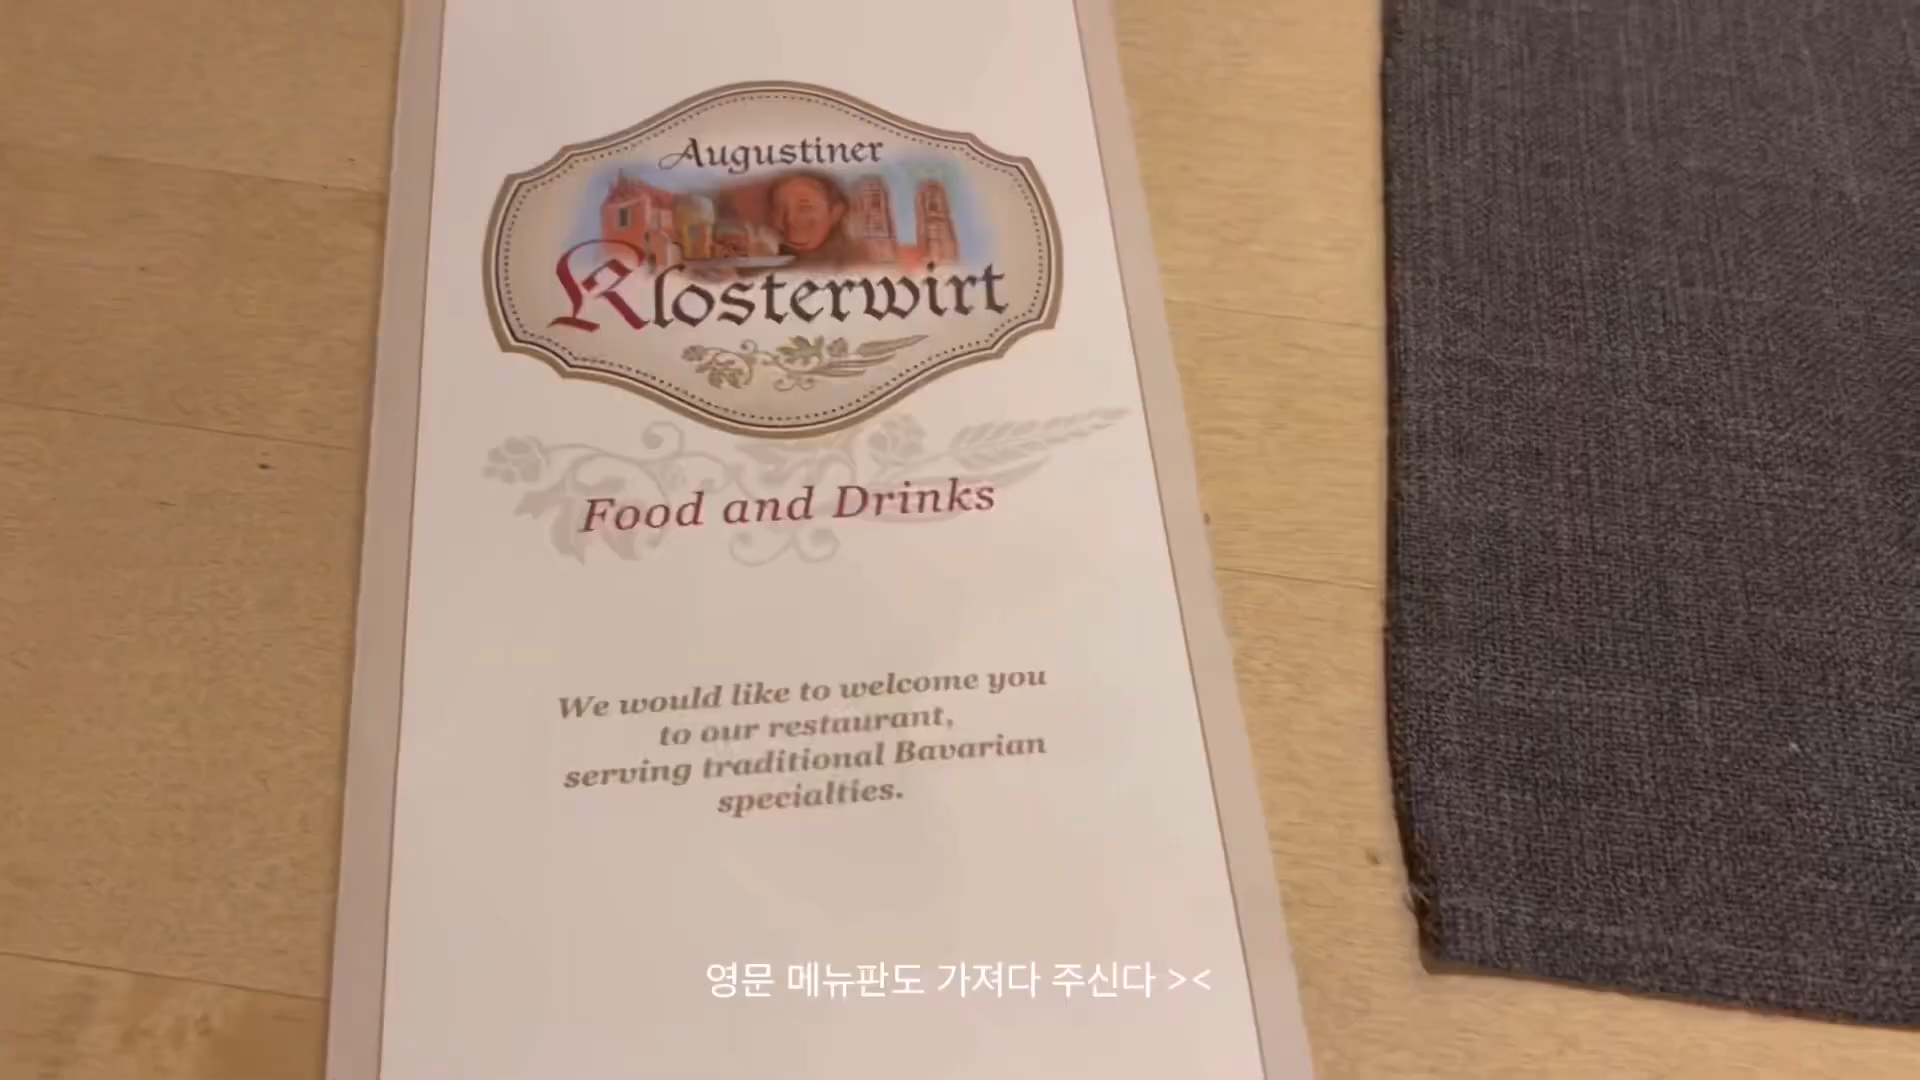 Augustiner
Klosterwirt
Food and Drinks
We would like to welcome you
to our restaurant,
serving traditional Bavarian
specialties.
영문 메뉴판도 가져다 주신다 ><